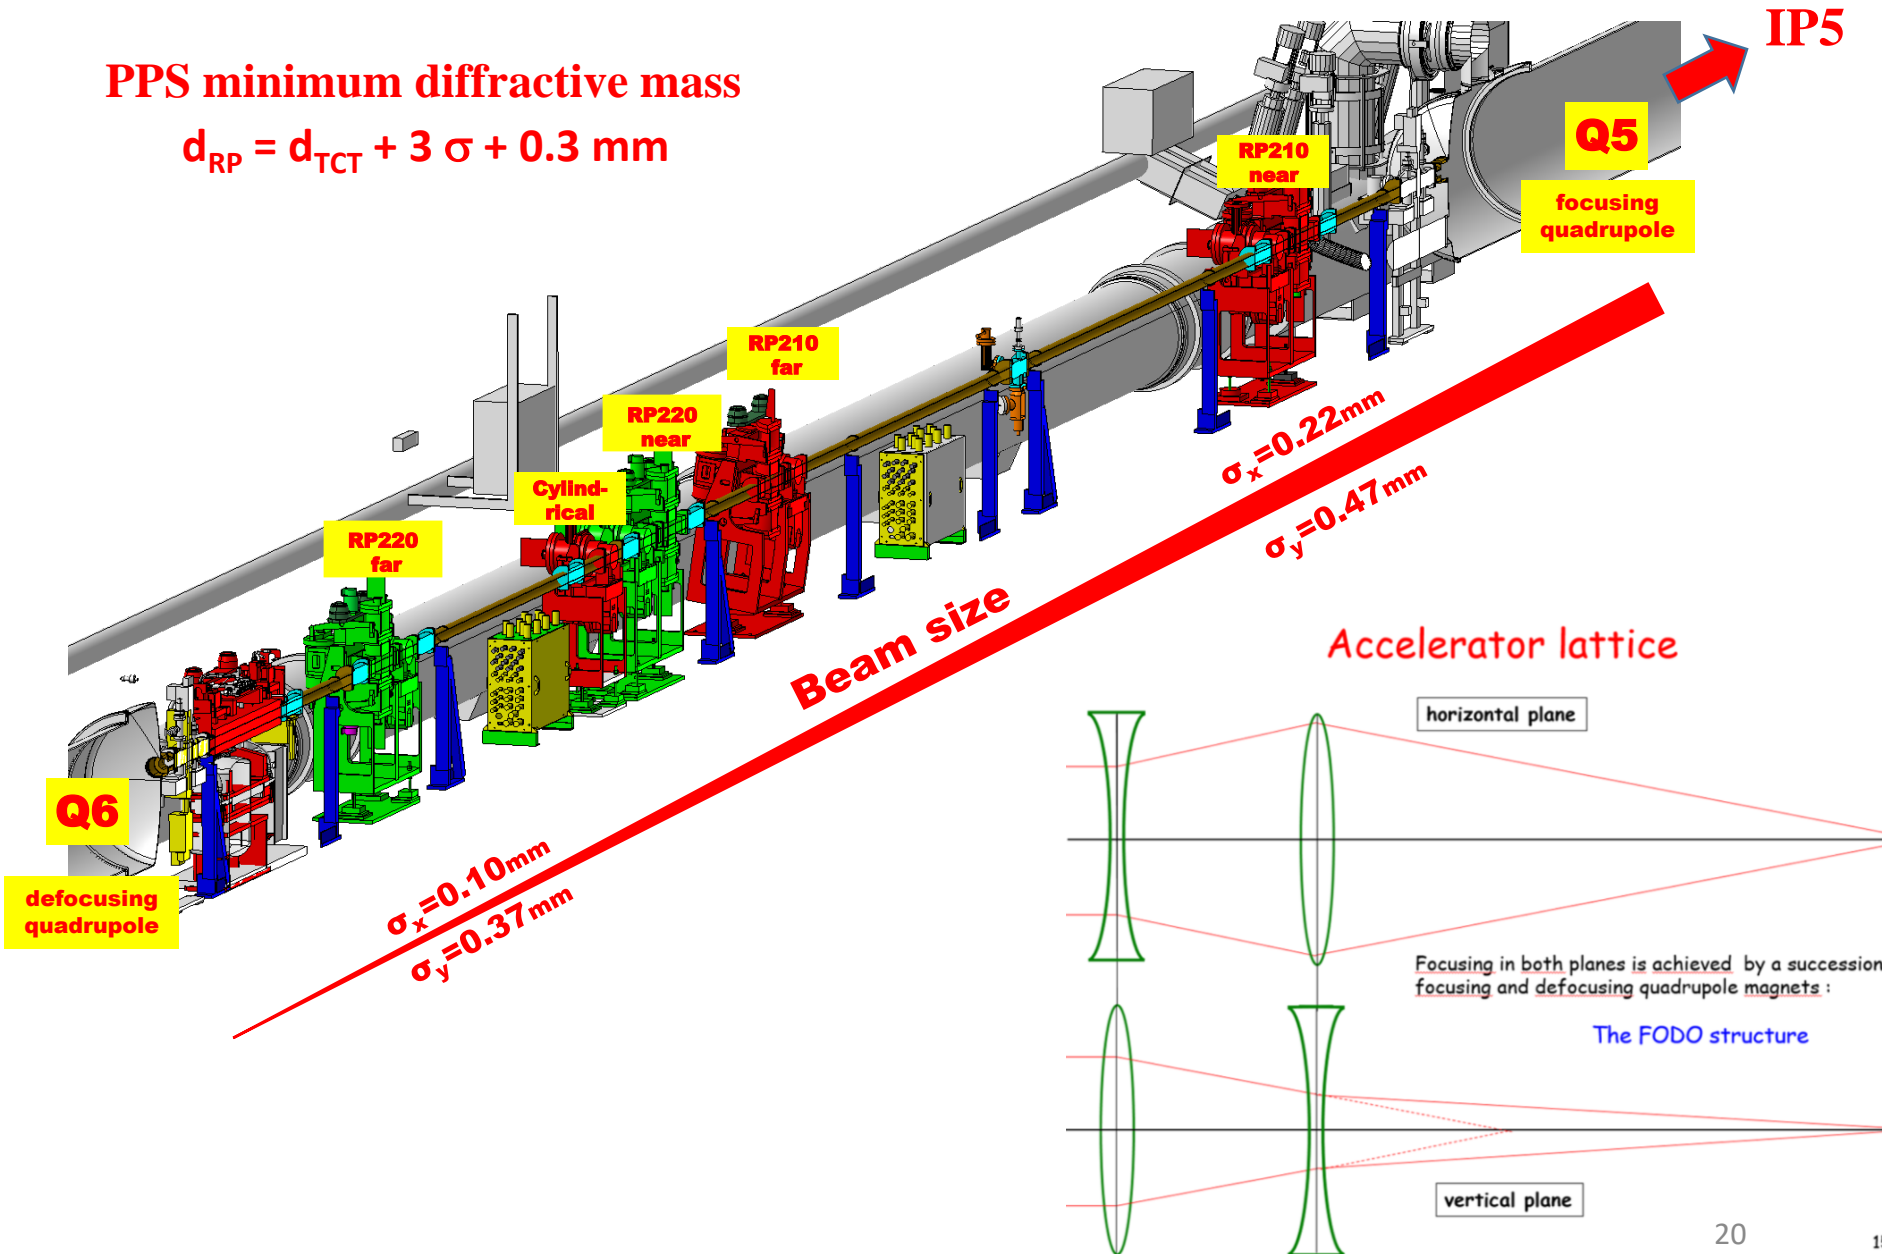 IP5
PPS minimum diffractive mass
d_RP = d_TCT + 3 σ + 0.3 mm
Q5
focusing
quadrupole
RP210
near
RP210
far
RP220
near
Cylind-
rical
RP220
far
σx=0.22mm
σy=0.47mm
Beam size
Q6
defocusing
quadrupole
σx=0.10mm
σy=0.37mm
Accelerator lattice
horizontal plane
Focusing in both planes is achieved by a succession
focusing and defocusing quadrupole magnets :
The FODO structure
vertical plane
20